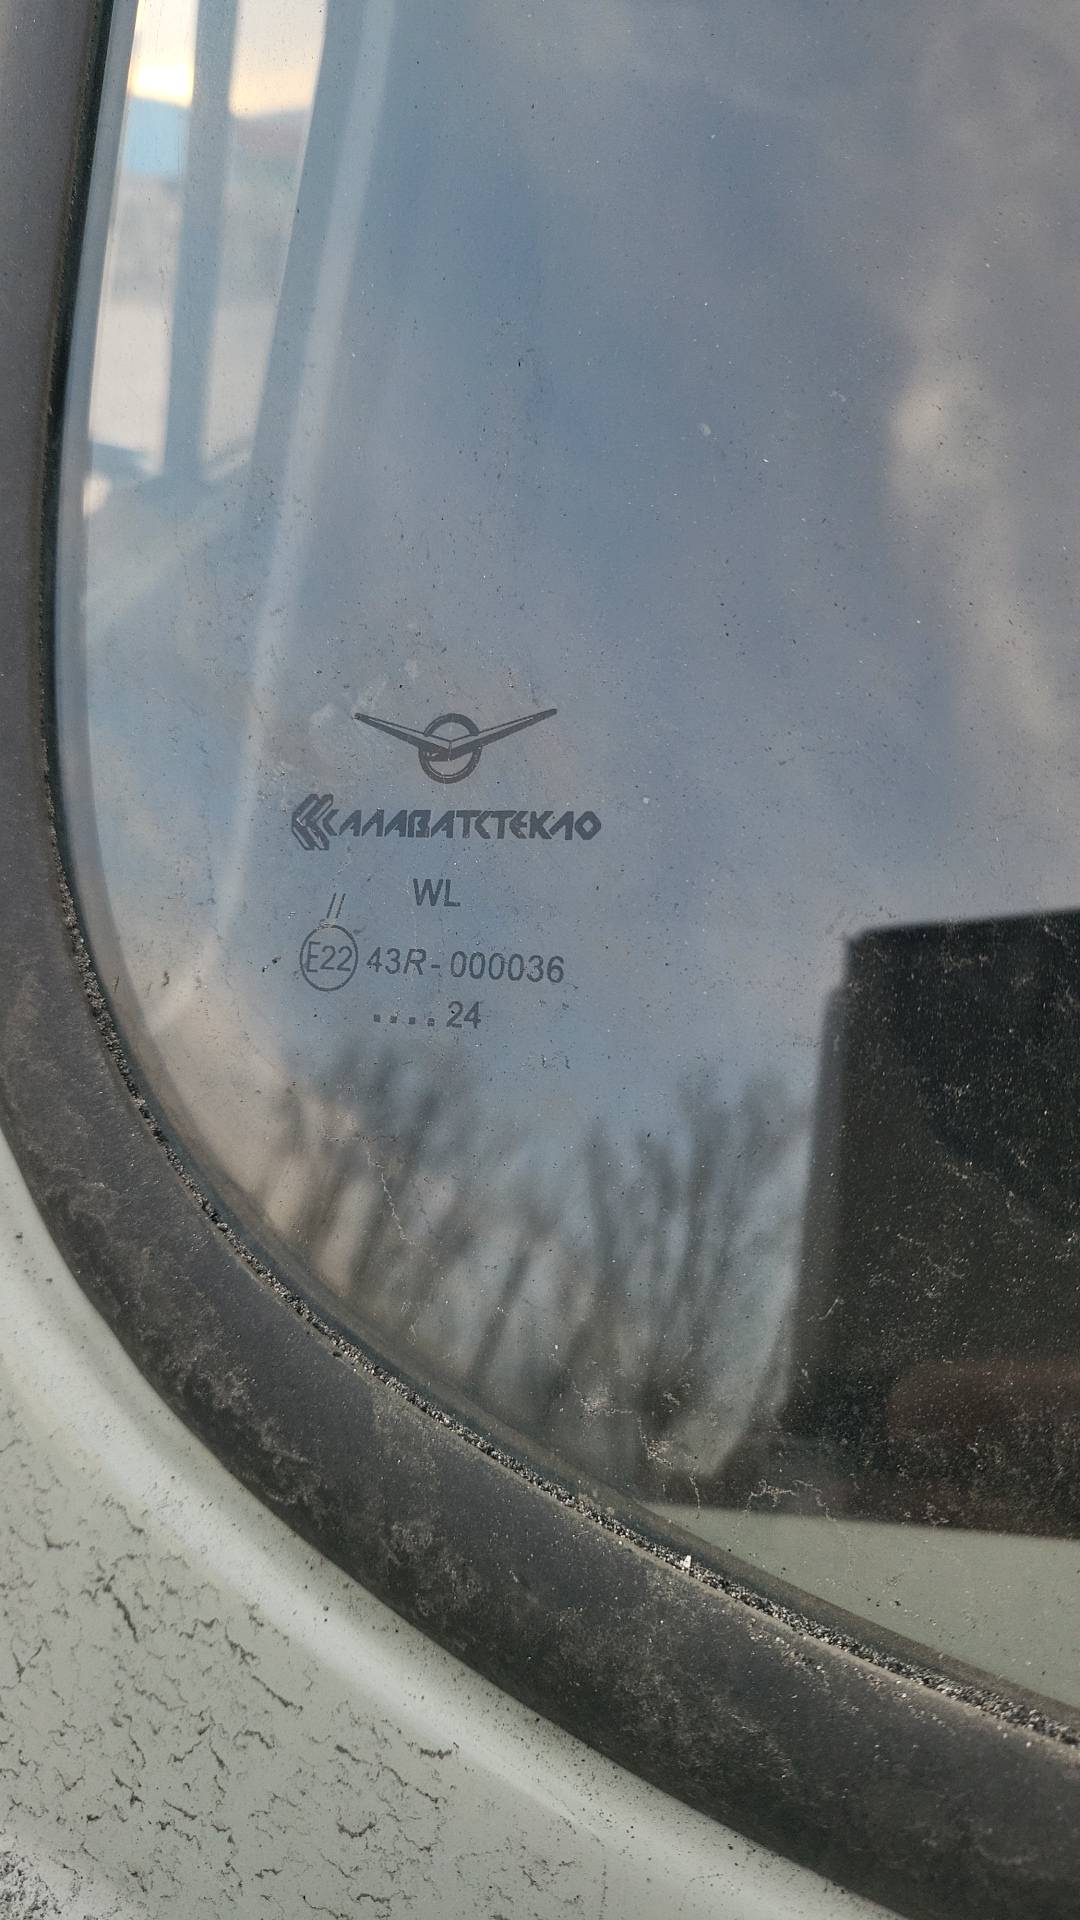 САЛАВАТСТЕКЛО
WL
//
E22 43R-000036
....24